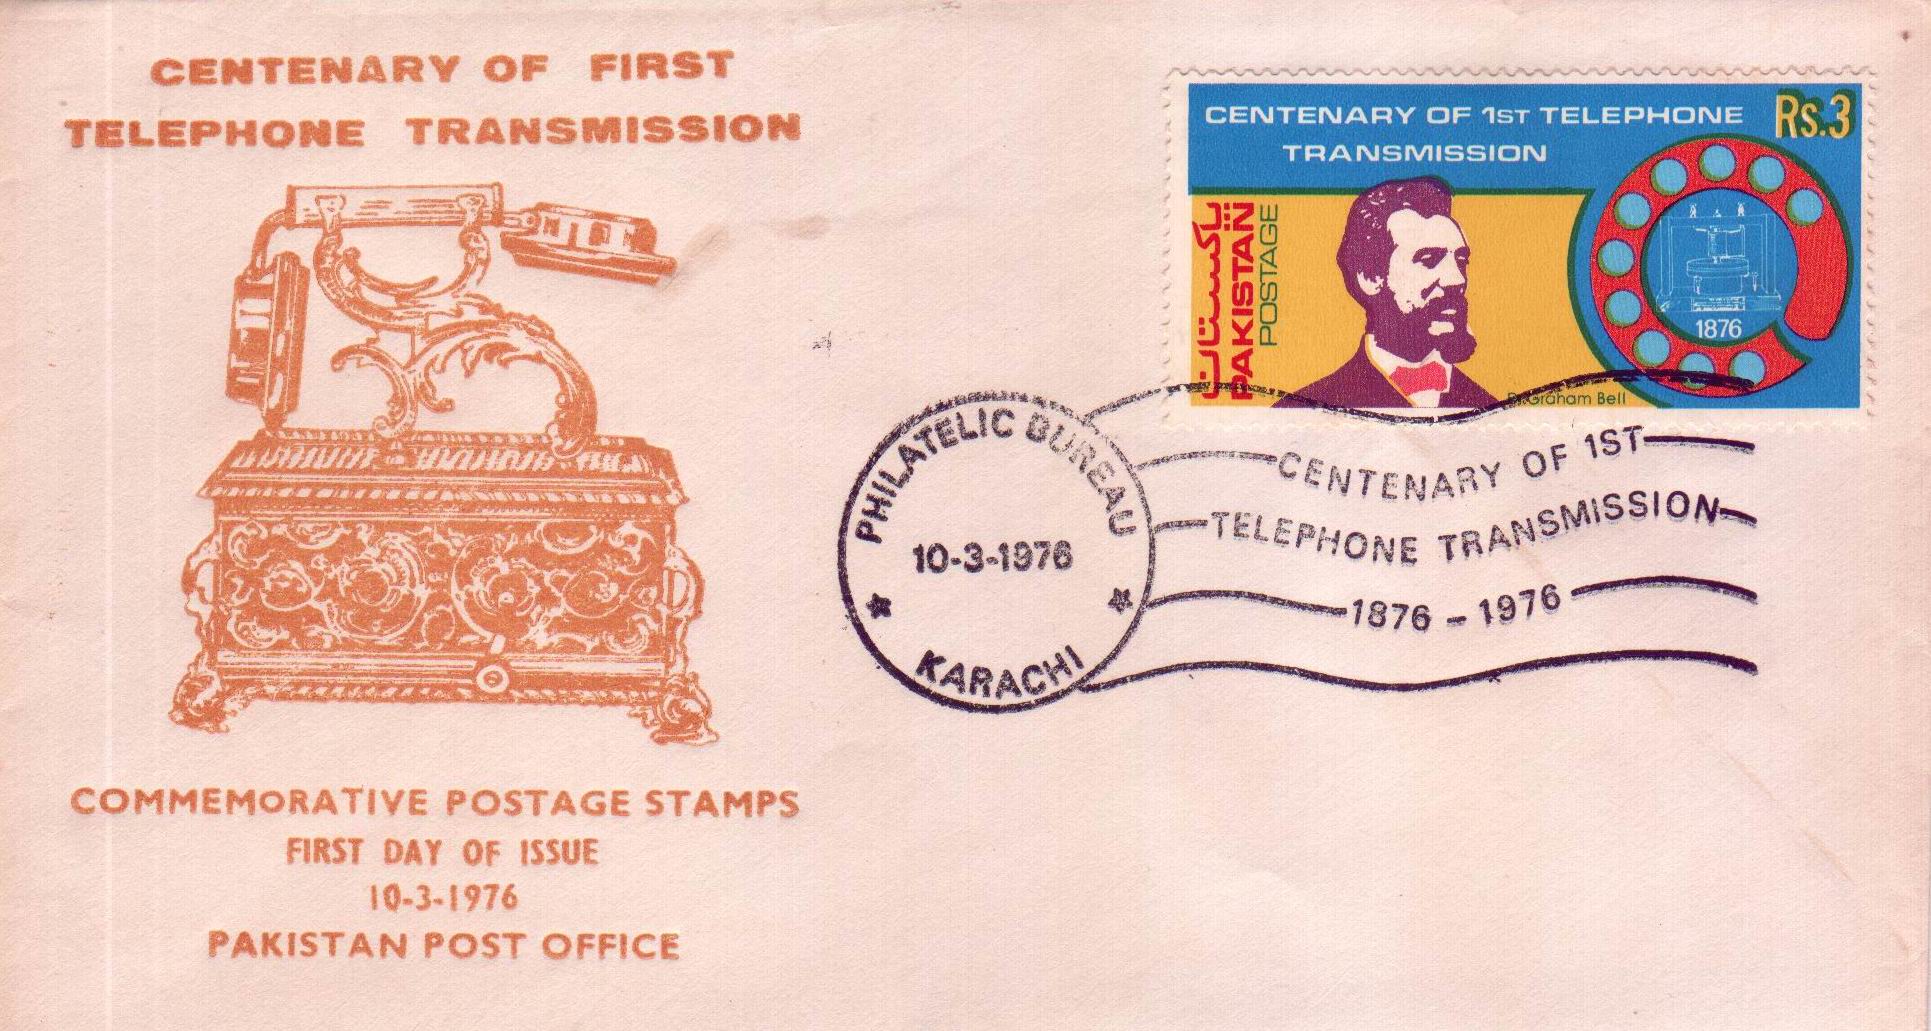 CENTENARY OF FIRST
TELEPHONE TRANSMISSION
COMMEMORATIVE POSTAGE STAMPS
FIRST DAY OF ISSUE
10-3-1976
PAKISTAN POST OFFICE
CENTENARY OF 1ST TELEPHONE
TRANSMISSION
Rs.3
پاکستان
PAKISTAN
POSTAGE
1876
Dr. Graham Bell
PHILATELIC BUREAU
10-3-1976
KARACHI
CENTENARY OF 1ST
TELEPHONE TRANSMISSION
1876 - 1976